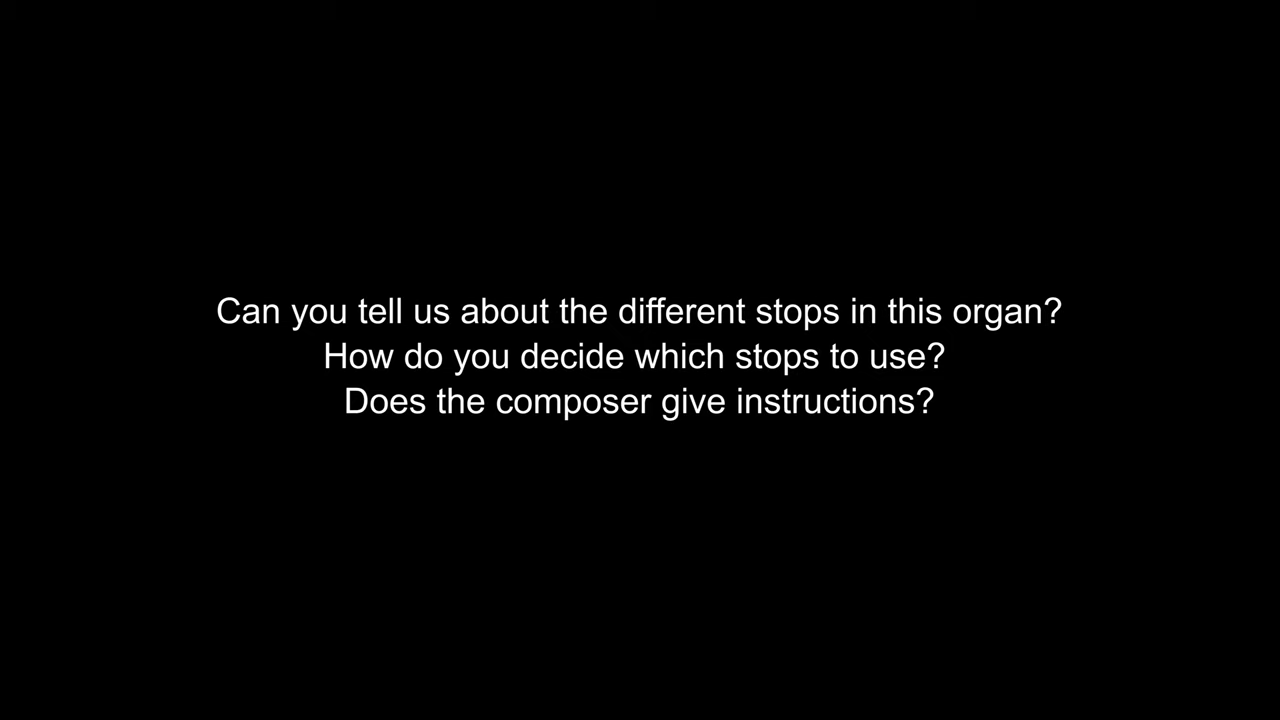 Can you tell us about the different stops in this organ?
How do you decide which stops to use?
Does the composer give instructions?